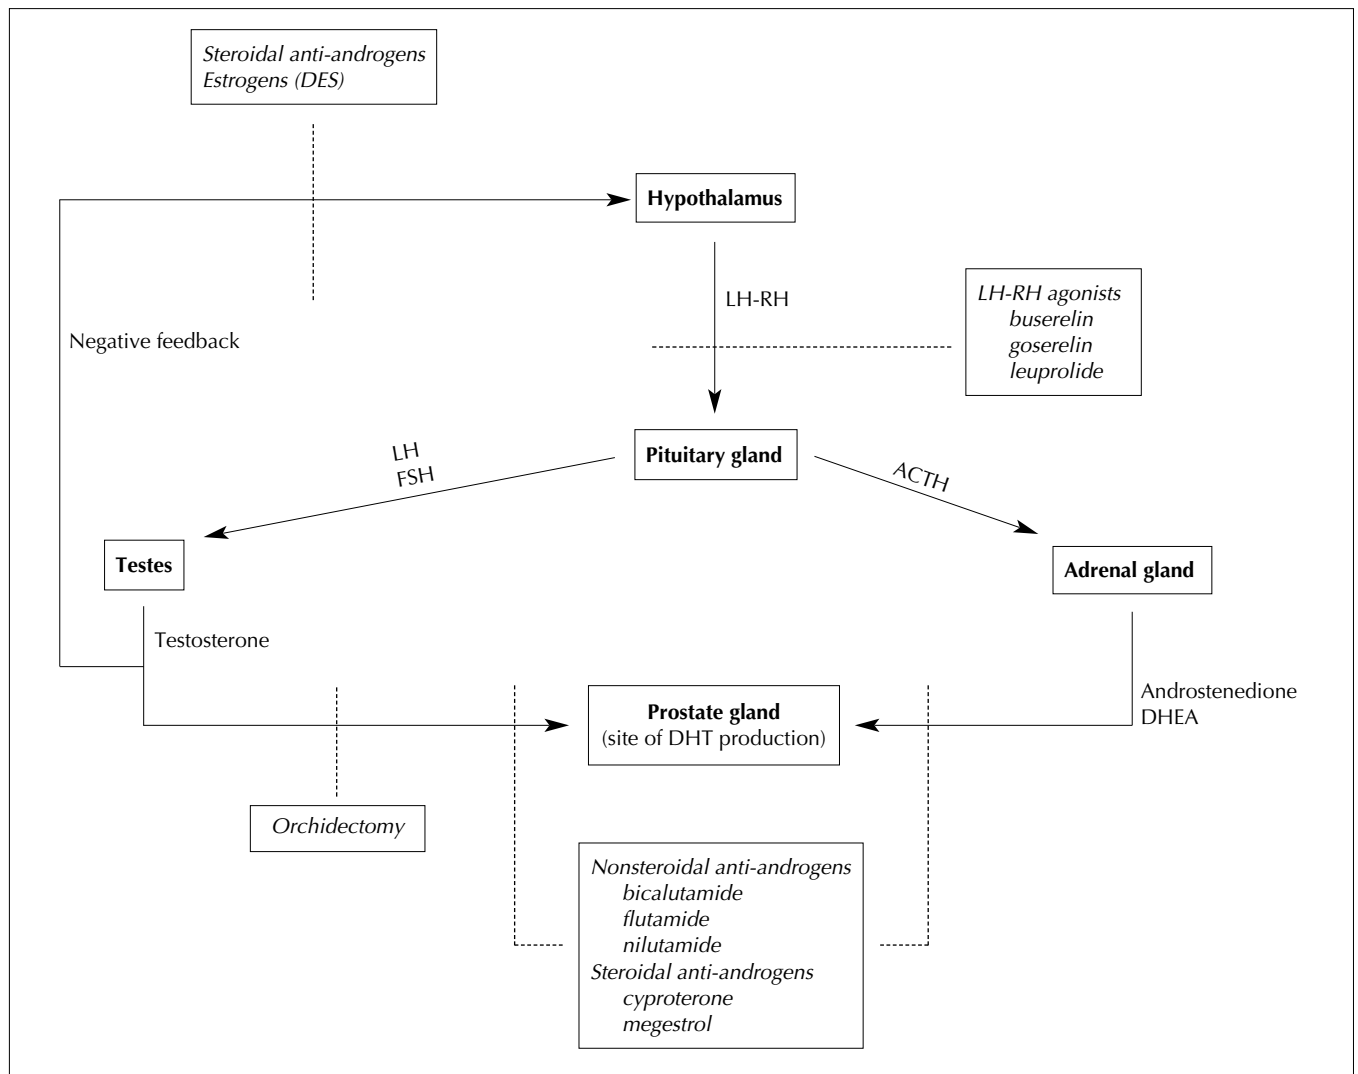 Steroidal anti-androgens
Estrogens (DES)
Hypothalamus
LH-RH
LH-RH agonists
buserelin
goserelin
leuprolide
Negative feedback
LH
FSH
Pituitary gland
ACTH
Testes
Adrenal gland
Testosterone
Androstenedione
DHEA
Prostate gland
(site of DHT production)
Orchidectomy
Nonsteroidal anti-androgens
bicalutamide
flutamide
nilutamide
Steroidal anti-androgens
cyproterone
megestrol